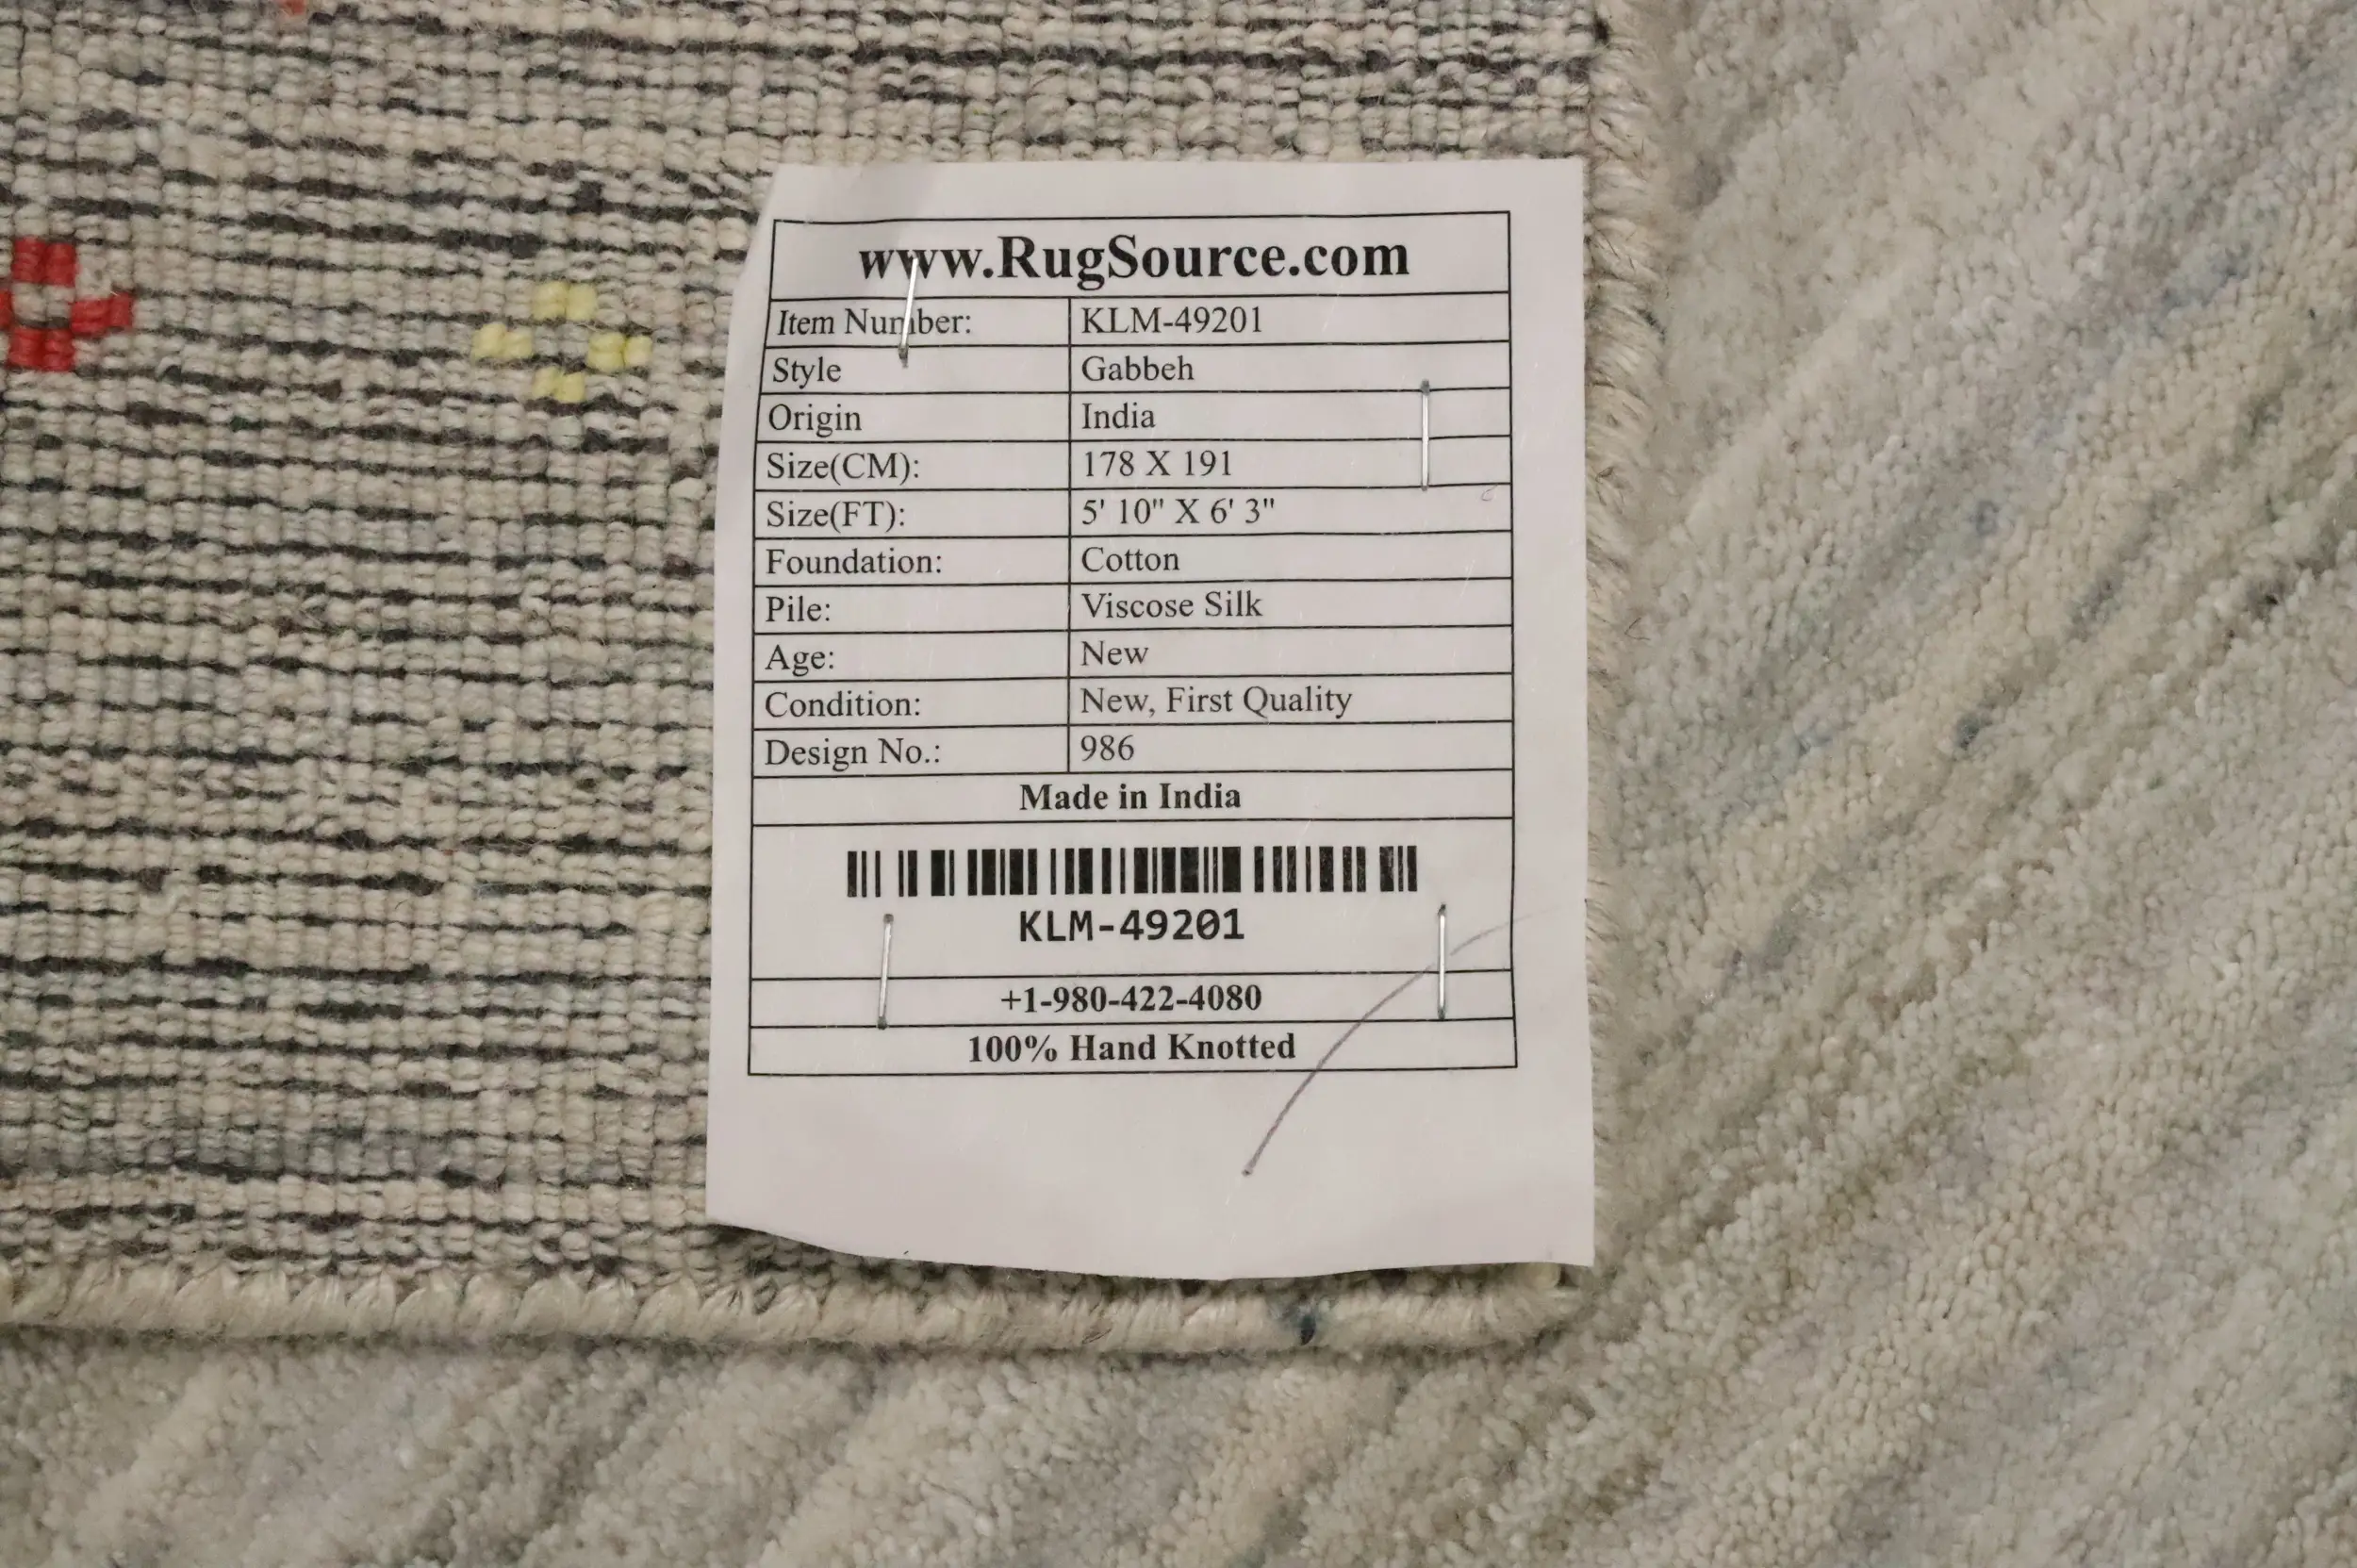 www.RugSource.com
Item Number: KLM-49201
Style Gabbeh
Origin India
Size(CM): 178 X 191
Size(FT): 5' 10" X 6' 3"
Foundation: Cotton
Pile: Viscose Silk
Age: New
Condition: New, First Quality
Design No.: 986
Made in India
KLM-49201
+1-980-422-4080
100% Hand Knotted